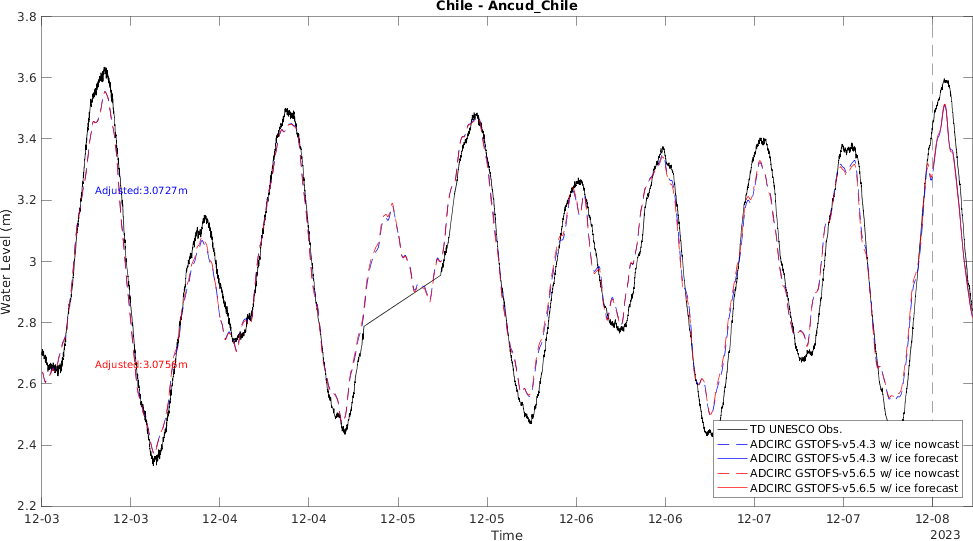 Chile - Ancud_Chile
3.8
3.6
3.4
3.2
3
2.8
2.6
2.4
2.2
Water Level (m)
Adjusted:3.0727m
Adjusted:3.0756m
TD UNESCO Obs.
ADCIRC GSTOFS-v5.4.3 w/ ice nowcast
ADCIRC GSTOFS-v5.4.3 w/ ice forecast
ADCIRC GSTOFS-v5.6.5 w/ ice nowcast
ADCIRC GSTOFS-v5.6.5 w/ ice forecast
12-03 12-03 12-04 12-04 12-05 12-05 12-06 12-06 12-07 12-07 12-08
2023
Time